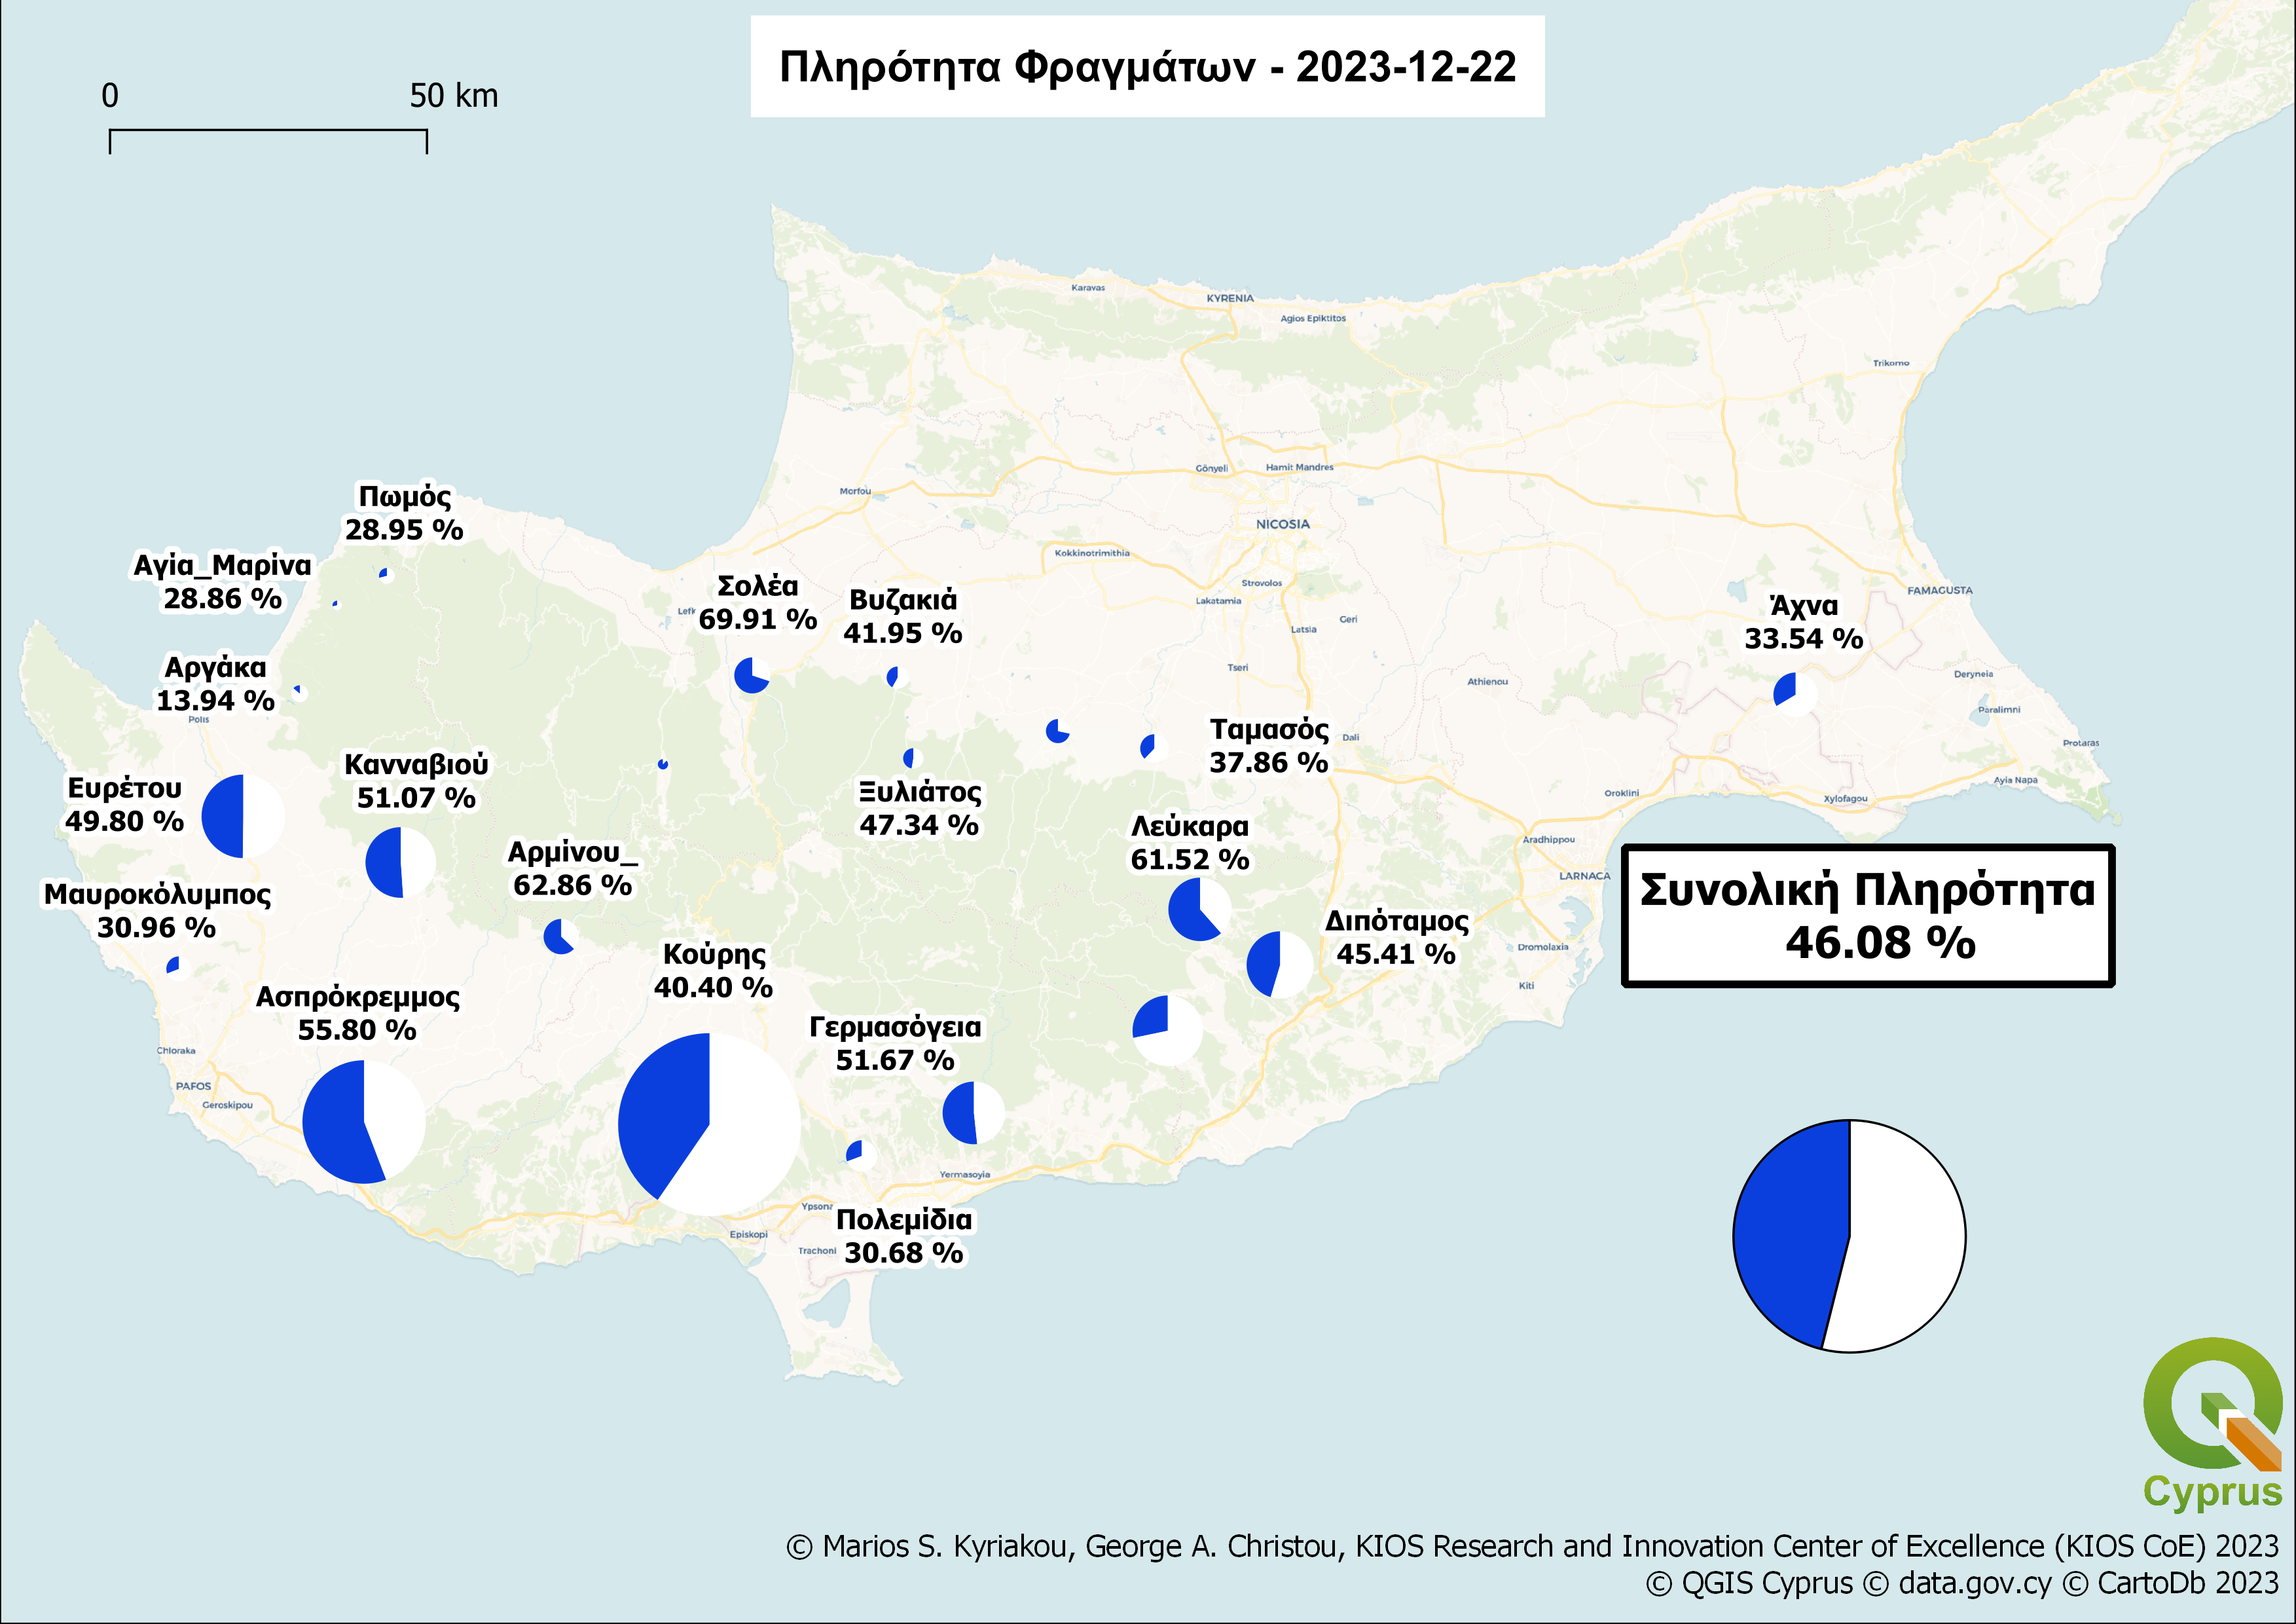 Πληρότητα Φραγμάτων - 2023-12-22
0 50 km
Karavas
KYRENIA
Agios Epiktitos
Trikomo
Gönyeli
Hamit Mandres
Morfou
NICOSIA
Kokkinotrimithia
Strovolos
Lakatamia
Latsia
Geri
Tseri
Lefk
Athienou
Dali
FAMAGUSTA
Deryneia
Paralimni
Protaras
Ayia Napa
Xylofagou
Oroklini
Aradhippou
LARNACA
Dromolaxia
Kiti
Polis
Chloraka
PAFOS
Geroskipou
Yermasoyia
Ypsona
Episkopi
Trachoni
Πωμός
28.95 %
Αγία_Μαρίνα
28.86 %
Αργάκα
13.94 %
Σολέα
69.91 %
Βυζακιά
41.95 %
Άχνα
33.54 %
Ταμασός
37.86 %
Ευρέτου
49.80 %
Κανναβιού
51.07 %
Ξυλιάτος
47.34 %
Λεύκαρα
61.52 %
Αρμίνου_
62.86 %
Μαυροκόλυμπος
30.96 %
Διπόταμος
45.41 %
Κούρης
40.40 %
Ασπρόκρεμμος
55.80 %
Γερμασόγεια
51.67 %
Πολεμίδια
30.68 %
Συνολική Πληρότητα
46.08 %
Cyprus
© Marios S. Kyriakou, George A. Christou, KIOS Research and Innovation Center of Excellence (KIOS CoE) 2023
© QGIS Cyprus © data.gov.cy © CartoDb 2023